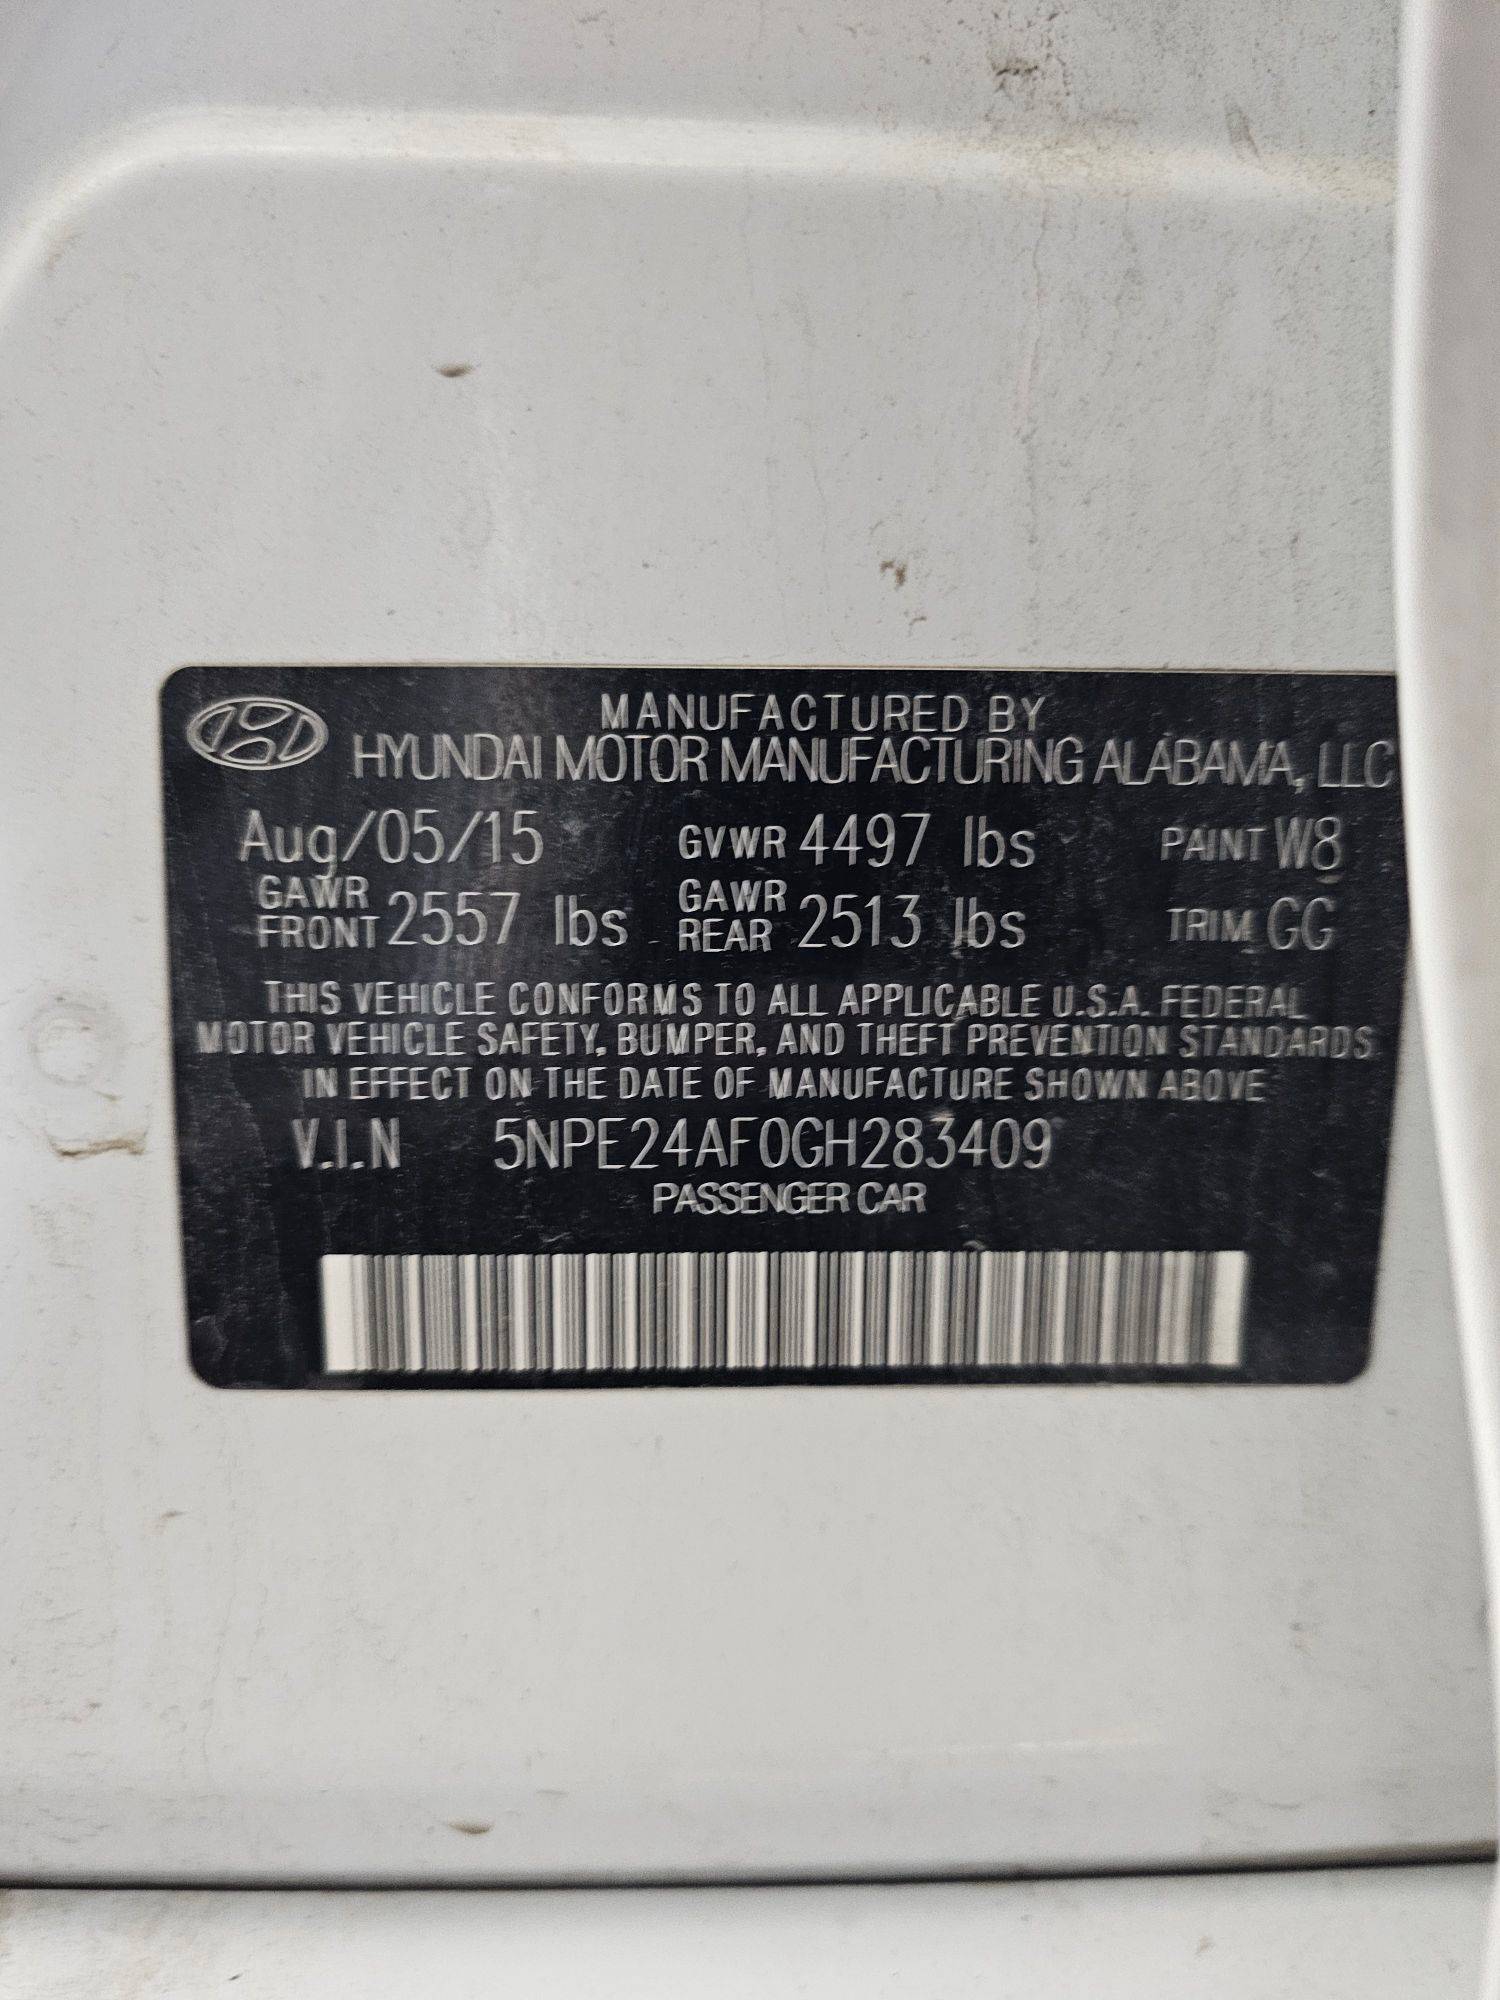 MANUFACTURED BY
HYUNDAI MOTOR MANUFACTURING ALABAMA, LLC
Aug/05/15 GVWR 4497 lbs PAINT W8
GAWR FRONT 2557 lbs GAWR REAR 2513 lbs TRIM GG
THIS VEHICLE CONFORMS TO ALL APPLICABLE U.S.A. FEDERAL
MOTOR VEHICLE SAFETY, BUMPER, AND THEFT PREVENTION STANDARDS
IN EFFECT ON THE DATE OF MANUFACTURE SHOWN ABOVE
V.I.N 5NPE24AF0GH283409
PASSENGER CAR